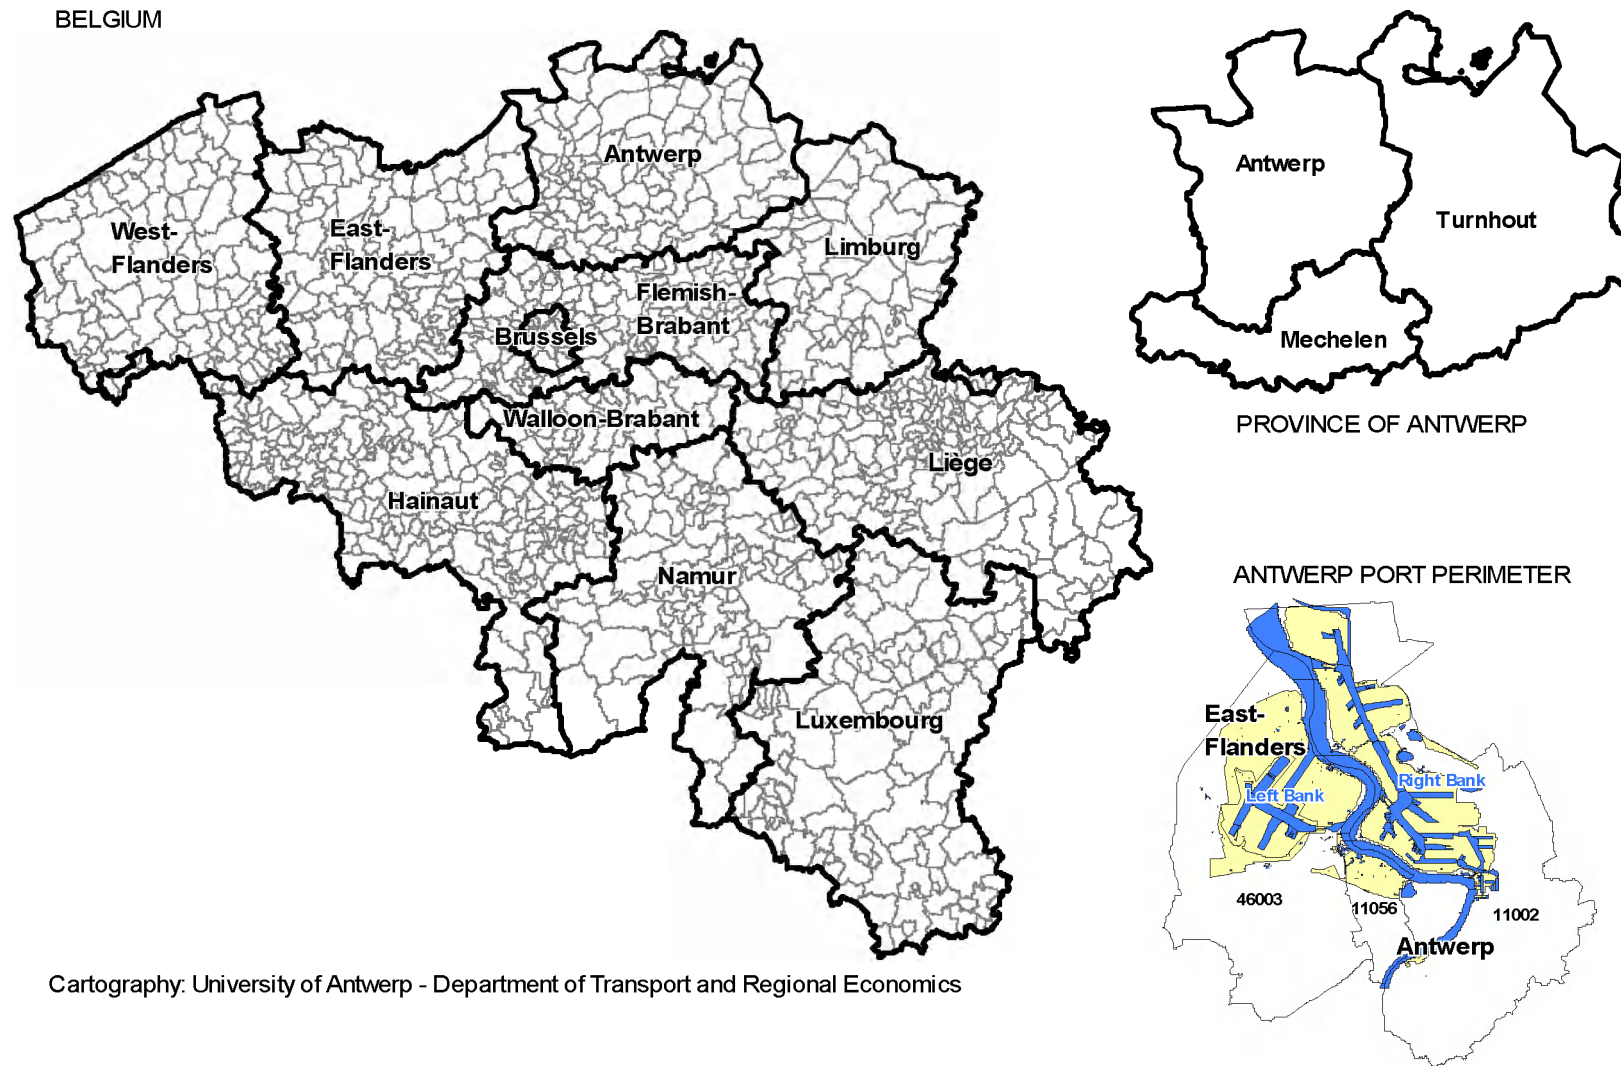 BELGIUM
Antwerp
West-
Flanders
East-
Flanders
Limburg
Flemish-
Brabant
Brussels
Walloon-Brabant
Liège
Hainaut
Namur
Luxembourg
Cartography: University of Antwerp - Department of Transport and Regional Economics
Antwerp
Turnhout
Mechelen
PROVINCE OF ANTWERP
ANTWERP PORT PERIMETER
East-
Flanders
Right Bank
Left Bank
46003
11056
11002
Antwerp